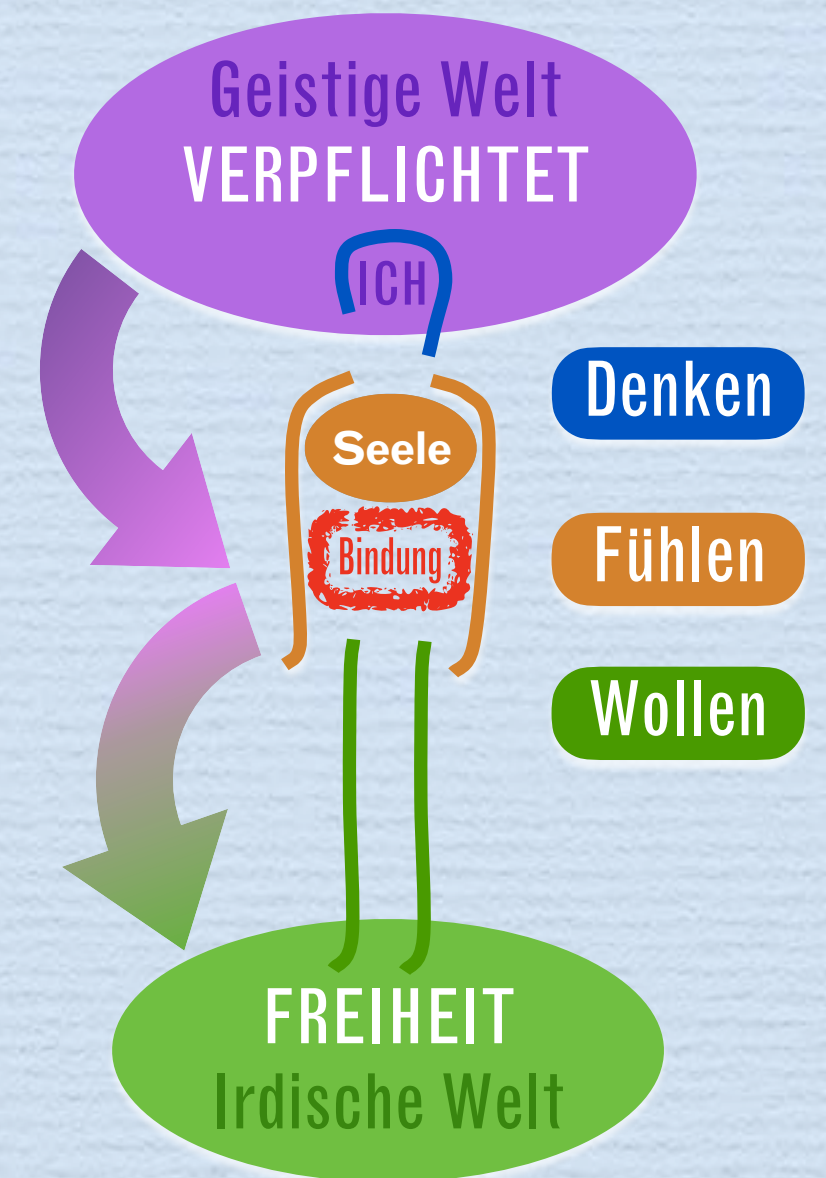 Geistige Welt
VERPFLICHTET
ICH
Denken
Seele
Bindung
Fühlen
Wollen
FREIHEIT
Irdische Welt